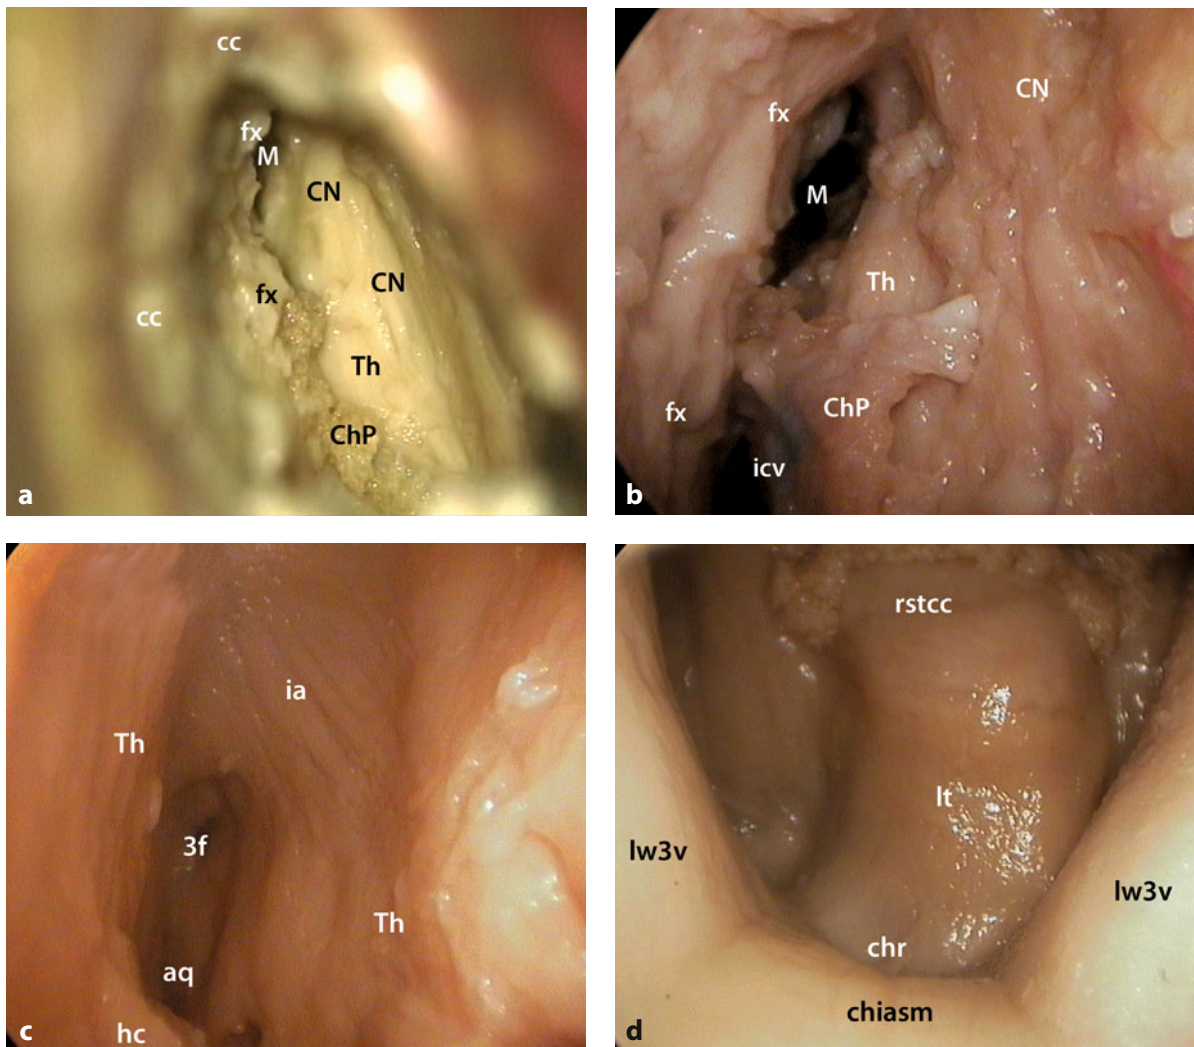 cc
fx
M
CN
CN
fx
cc
Th
ChP
a
CN
fx
M
Th
ChP
fx
icv
b
ia
Th
3f
Th
aq
hc
c
rstcc
lt
lw3v
lw3v
chr
chiasm
d